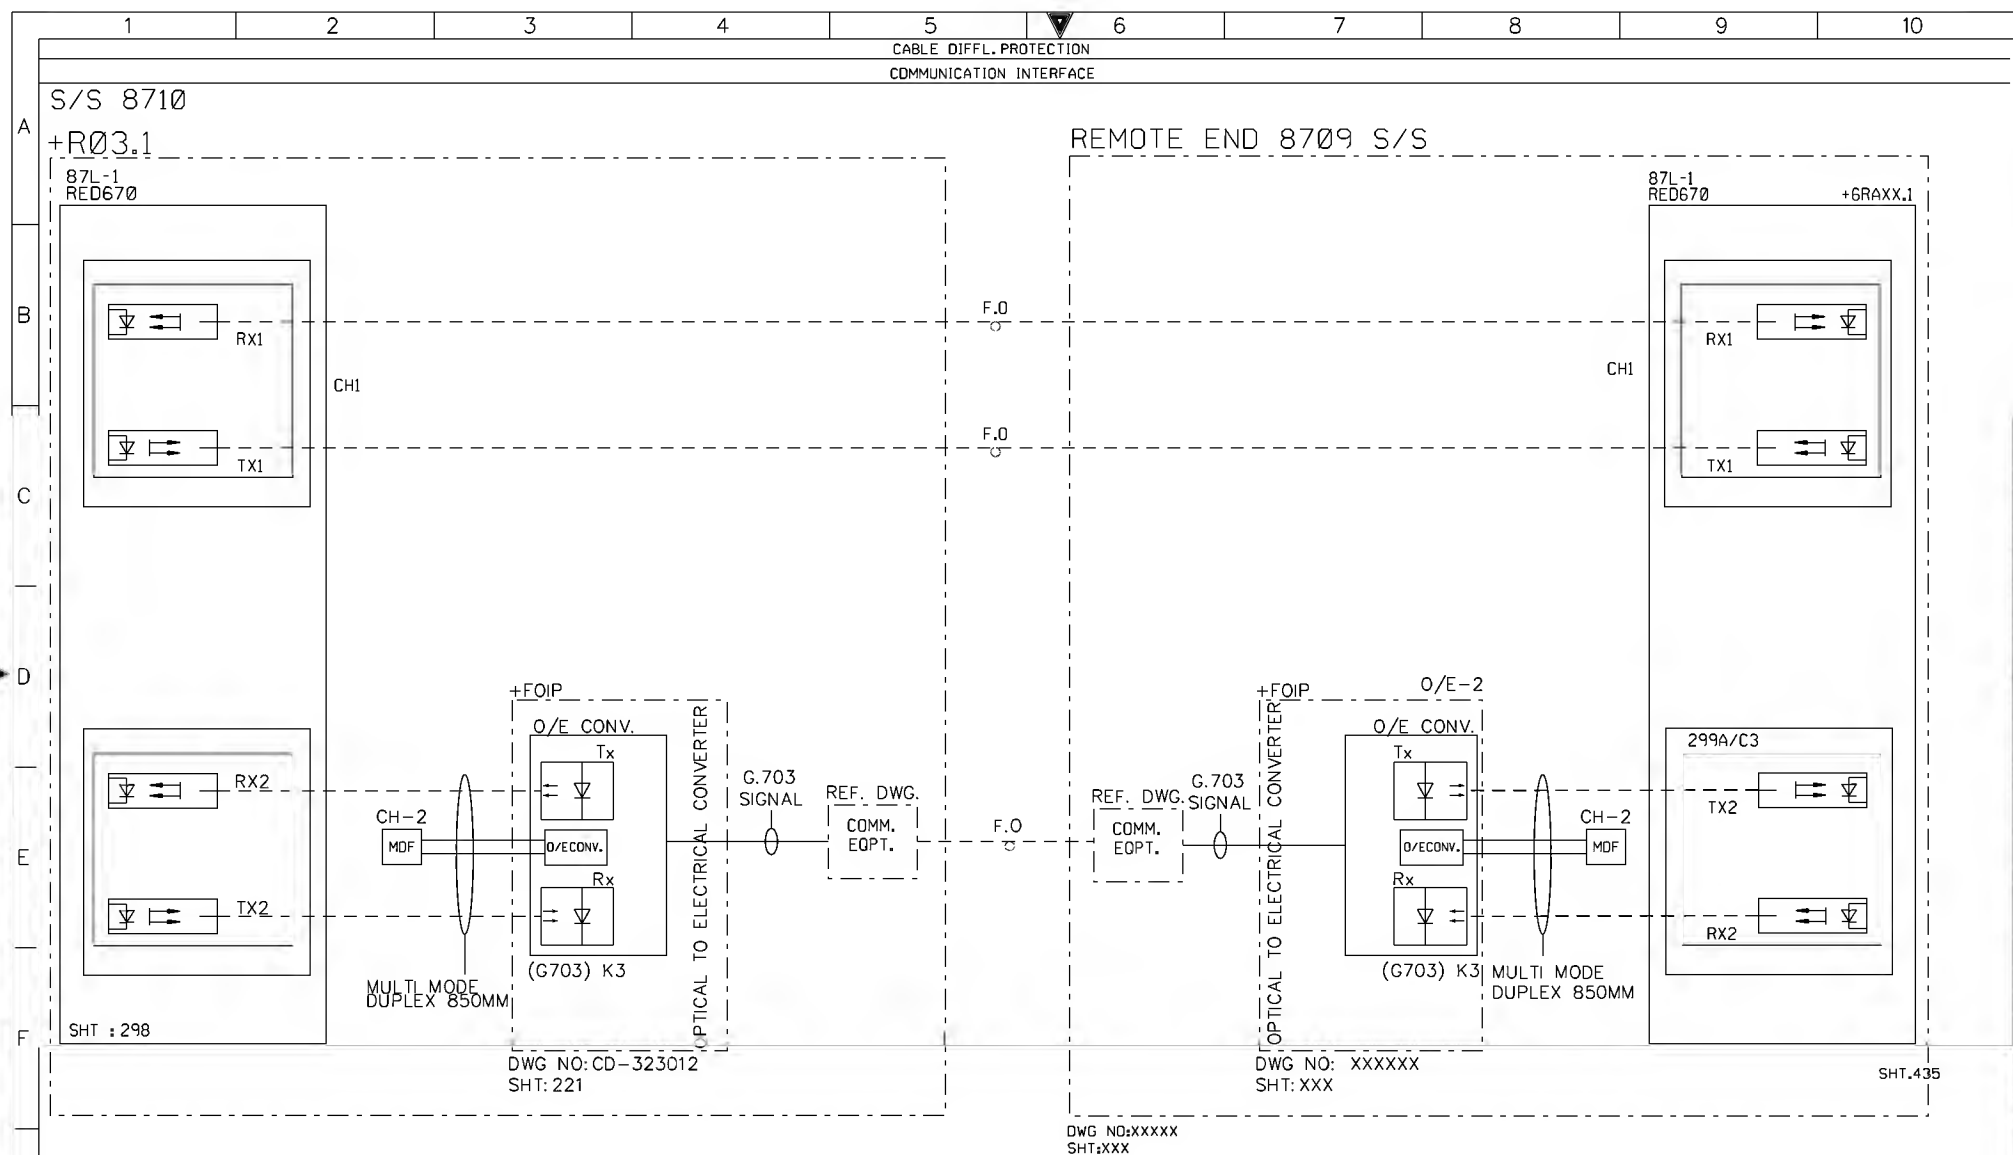 1 2 3 4 5 6 7 8 9 10
CABLE DIFFL.PROTECTION
COMMUNICATION INTERFACE
A
B
C
D
E
F
S/S 8710
+RØ3.1
87L-1
RED670
RX1
CH1
TX1
F.O
F.O
REMOTE END 8709 S/S
87L-1
RED670
+6RAXX.1
RX1
CH1
TX1
RX2
TX2
SHT :298
CH-2
MDF
MULTI MODE
DUPLEX 850MM
+FOIP
O/E CONV.
Tx
O/ECONV.
Rx
(G703) K3
OPTICAL TO ELECTRICAL CONVERTER
DWG NO:CD-323012
SHT:221
G.703
SIGNAL
REF. DWG.
COMM.
EQPT.
F.O
REF. DWG.
COMM.
EQPT.
G.703
SIGNAL
+FOIP
O/E-2
OPTICAL TO ELECTRICAL CONVERTER
O/E CONV.
Tx
O/ECONV.
Rx
(G703) K3
DWG NO: XXXXXX
SHT:XXX
CH-2
MDF
MULTI MODE
DUPLEX 850MM
299A/C3
TX2
RX2
SHT.435
DWG NO:XXXXX
SHT:XXX